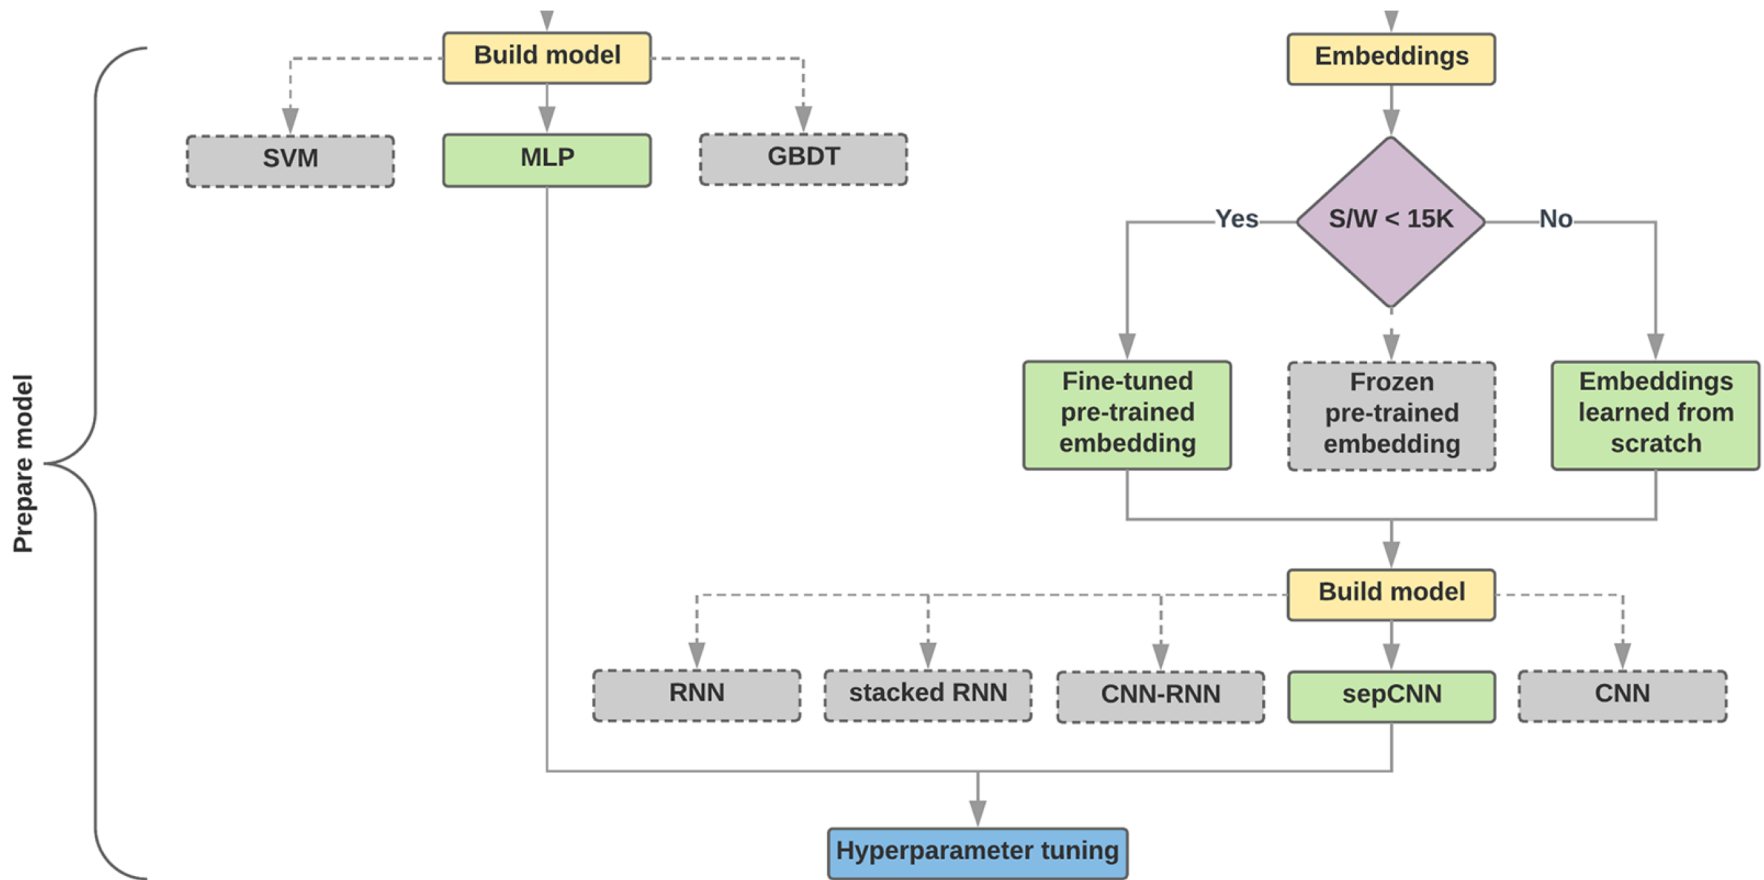 Build model
Embeddings
SVM
MLP
GBDT
S/W < 15K
Yes
No
Fine-tuned
pre-trained
embedding
Frozen
pre-trained
embedding
Embeddings
learned from
scratch
Prepare model
Build model
RNN
stacked RNN
CNN-RNN
sepCNN
CNN
Hyperparameter tuning